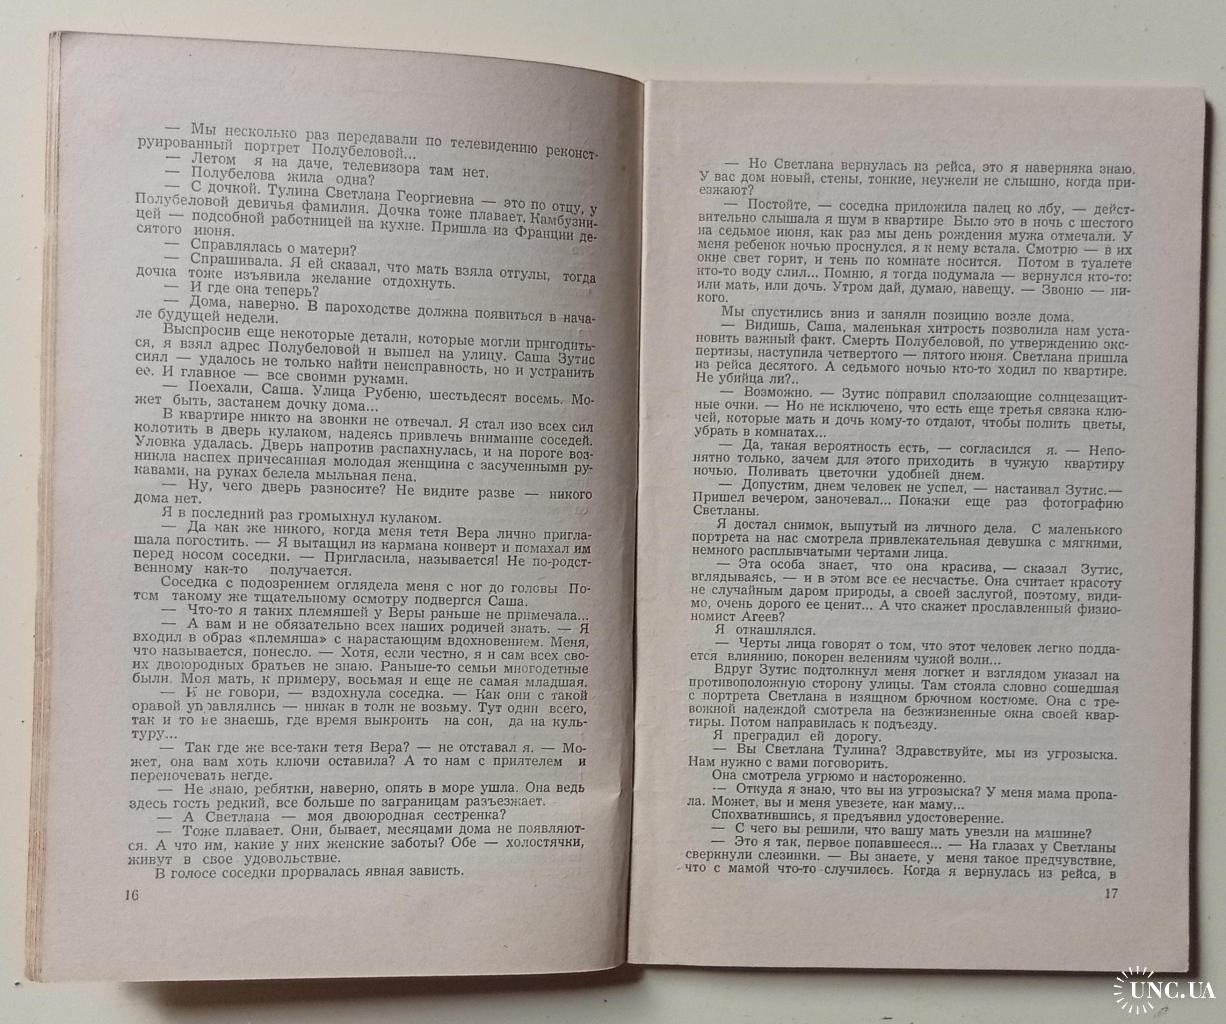 — Мы несколько раз передавали по телевидению реконст-
руированный портрет Полубеловой...
— Летом я на даче, телевизора там нет.
— Полубелова жила одна?
— С дочкой. Тулина Светлана Георгиевна — это по отцу, у
Полубеловой девичья фамилия. Дочка тоже плавает. Камбузни-
цей — подсобной работницей на кухне. Пришла из Франции де-
сятого июня.
— Справлялась о матери?
— Спрашивала. Я ей сказал, что мать взяла отгулы, тогда
дочка тоже изъявила желание отдохнуть.
— И где она теперь?
— Дома, наверно. В пароходстве должна появиться в нача-
ле будущей недели.
Выспросив еще некоторые детали, которые могли пригодить-
ся, я взял адрес Полубеловой и вышел на улицу. Саша Зутис
сиял — удалось не только найти неисправность, но и устранить
ее. И главное — все своими руками.
— Поехали, Саша. Улица Рубеню, шестьдесят восемь. Мо-
жет быть, застанем дочку дома...
В квартире никто на звонки не отвечал. Я стал изо всех сил
колотить в дверь кулаком, надеясь привлечь внимание соседей.
Уловка удалась. Дверь напротив распахнулась, и на пороге воз-
никла наспех причесанная молодая женщина с засученными ру-
кавами, на руках белела мыльная пена.
— Ну, чего дверь разносите? Не видите разве — никого
дома нет.
Я в последний раз громыхнул кулаком.
— Да как же никого, когда меня тетя Вера лично пригла-
шала погостить. — Я вытащил из кармана конверт и помахал им
перед носом соседки. — Пригласила, называется! Не по-родст-
венному как-то получается.
Соседка с подозрением оглядела меня с ног до головы По-
том такому же тщательному осмотру подвергся Саша.
— Что-то я таких племяшей у Веры раньше не примечала...
— А вам и не обязательно всех наших родичей знать. — Я
входил в образ «племяша» с нарастающим вдохновением. Меня,
что называется, понесло. — Хотя, если честно, я и сам всех сво-
их двоюродных братьев не знаю. Раньше-то семьи многодетные
были. Моя мать, к примеру, восьмая и еще не самая младшая.
— И не говори, — вздохнула соседка. — Как они с такой
оравой управлялись — никак в толк не возьму. Тут один всего,
так и то не знаешь, где время выкроить на сон, да на куль-
туру...
— Так где же все-таки тетя Вера? — не отставал я. — Мо-
жет, она вам хоть ключи оставила? А то нам с приятелем и
переночевать негде.
— Не знаю, ребятки, наверно, опять в море ушла. Она ведь
здесь гость редкий, все больше по заграницам разъезжает.
— А Светлана — моя двоюродная сестренка?
— Тоже плавает. Они, бывает, месяцами дома не появляют-
ся. А что им, какие у них женские заботы? Обе — холостячки,
живут в свое удовольствие.
В голосе соседки прорвалась явная зависть.
16
— Но Светлана вернулась из рейса, это я наверняка знаю.
У вас дом новый, стены, тонкие, неужели не слышно, когда при-
езжают?
— Постойте, — соседка приложила палец ко лбу, — дейст-
вительно слышала я шум в квартире Было это в ночь с шестого
на седьмое июня, как раз мы день рождения мужа отмечали. У
меня ребенок ночью проснулся, я к нему встала. Смотрю — в их
окне свет горит, и тень по комнате носится. Потом в туалете
кто-то воду слил... Помню, я тогда подумала — вернулся кто-то:
или мать, или дочь. Утром дай, думаю, навещу. — Звоню — ни-
кого.
Мы спустились вниз и заняли позицию возле дома.
— Видишь, Саша, маленькая хитрость позволила нам уста-
новить важный факт. Смерть Полубеловой, по утверждению экс-
пертизы, наступила четвертого — пятого июня. Светлана пришла
из рейса десятого. А седьмого ночью кто-то ходил по квартире.
Не убийца ли?..
— Возможно. — Зутис поправил сползающие солнцезащит-
ные очки. — Но не исключено, что есть еще третья связка клю-
чей, которые мать и дочь кому-то отдают, чтобы полить цветы,
убрать в комнатах...
— Да, такая вероятность есть, — согласился я. — Непо-
нятно только, зачем для этого приходить в чужую квартиру
ночью. Поливать цветочки удобней днем.
— Допустим, днем человек не успел, — настаивал Зутис.—
Пришел вечером, заночевал... Покажи еще раз фотографию
Светланы.
Я достал снимок, выпутый из личного дела. С маленького
портрета на нас смотрела привлекательная девушка с мягкими,
немного расплывчатыми чертами лица.
— Эта особа знает, что она красива, — сказал Зутис,
вглядываясь, — и в этом все ее несчастье. Она считает красоту
не случайным даром природы, а своей заслугой, поэтому, види-
мо, очень дорого ее ценит... А что скажет прославленный физио-
номист Агеев?
Я откашлялся.
— Черты лица говорят о том, что этот человек легко подда-
ется влиянию, покорен велениям чужой воли...
Вдруг Зутис подтолкнул меня логкет и взглядом указал на
противоположную сторону улицы. Там стояла словно сошедшая
с портрета Светлана в изящном брючном костюме. Она с тре-
вожной надеждой смотрела на безжизненные окна своей квар-
тиры. Потом направилась к подъезду.
Я преградил ей дорогу.
— Вы Светлана Тулина? Здравствуйте, мы из угрозыска.
Нам нужно с вами поговорить.
Она смотрела угрюмо и настороженно.
— Откуда я знаю, что вы из угрозыска? У меня мама пропа-
ла. Может, вы и меня увезете, как маму...
Спохватившись, я предъявил удостоверение.
— С чего вы решили, что вашу мать увезли на машине?
— Это я так, первое попавшееся... — На глазах у Светланы
сверкнули слезинки. — Вы знаете, у меня такое предчувствие,
что с мамой что-то случилось. Когда я вернулась из рейса, в
17
UNC.UA